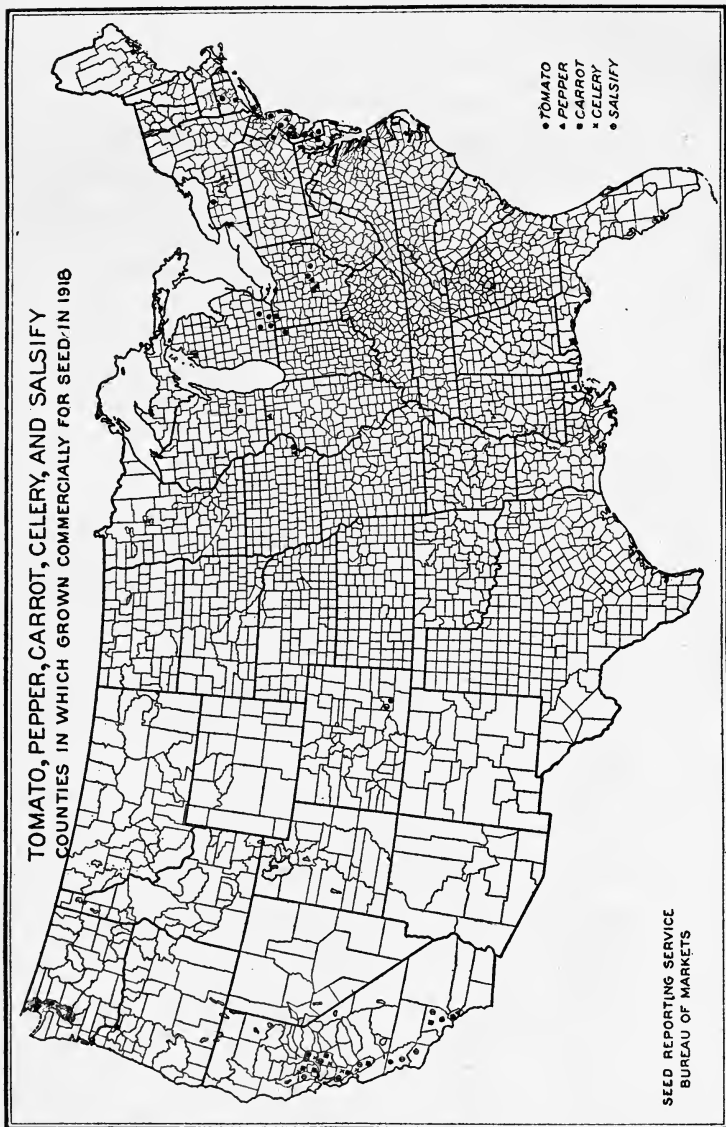 TOMATO, PEPPER, CARROT, CELERY, AND SALSIFY
COUNTIES IN WHICH GROWN COMMERCIALLY FOR SEED IN 1918
TOMATO
PEPPER
CARROT
CELERY
SALSIFY
SEED REPORTING SERVICE
BUREAU OF MARKETS